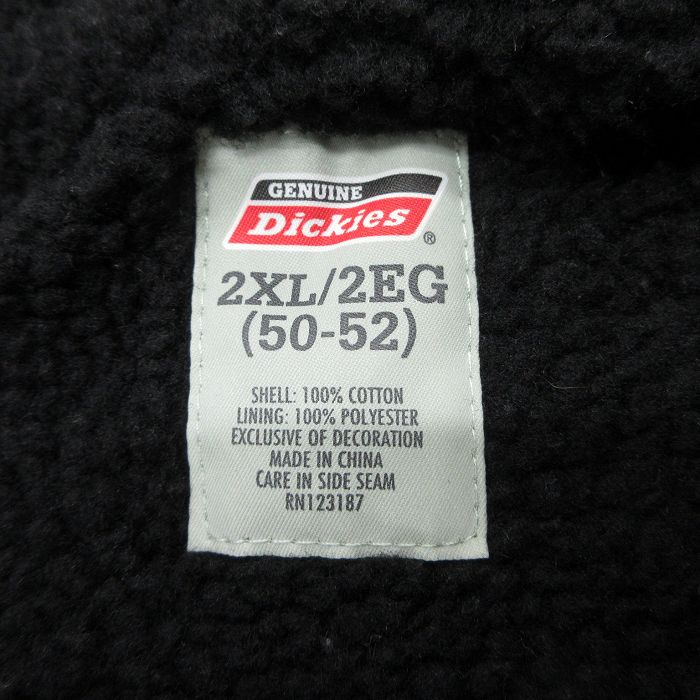 GENUINE
Dickies®
2XL/2EG
(50-52)
SHELL: 100% COTTON
LINING: 100% POLYESTER
EXCLUSIVE OF DECORATION
MADE IN CHINA
CARE IN SIDE SEAM
RN123187